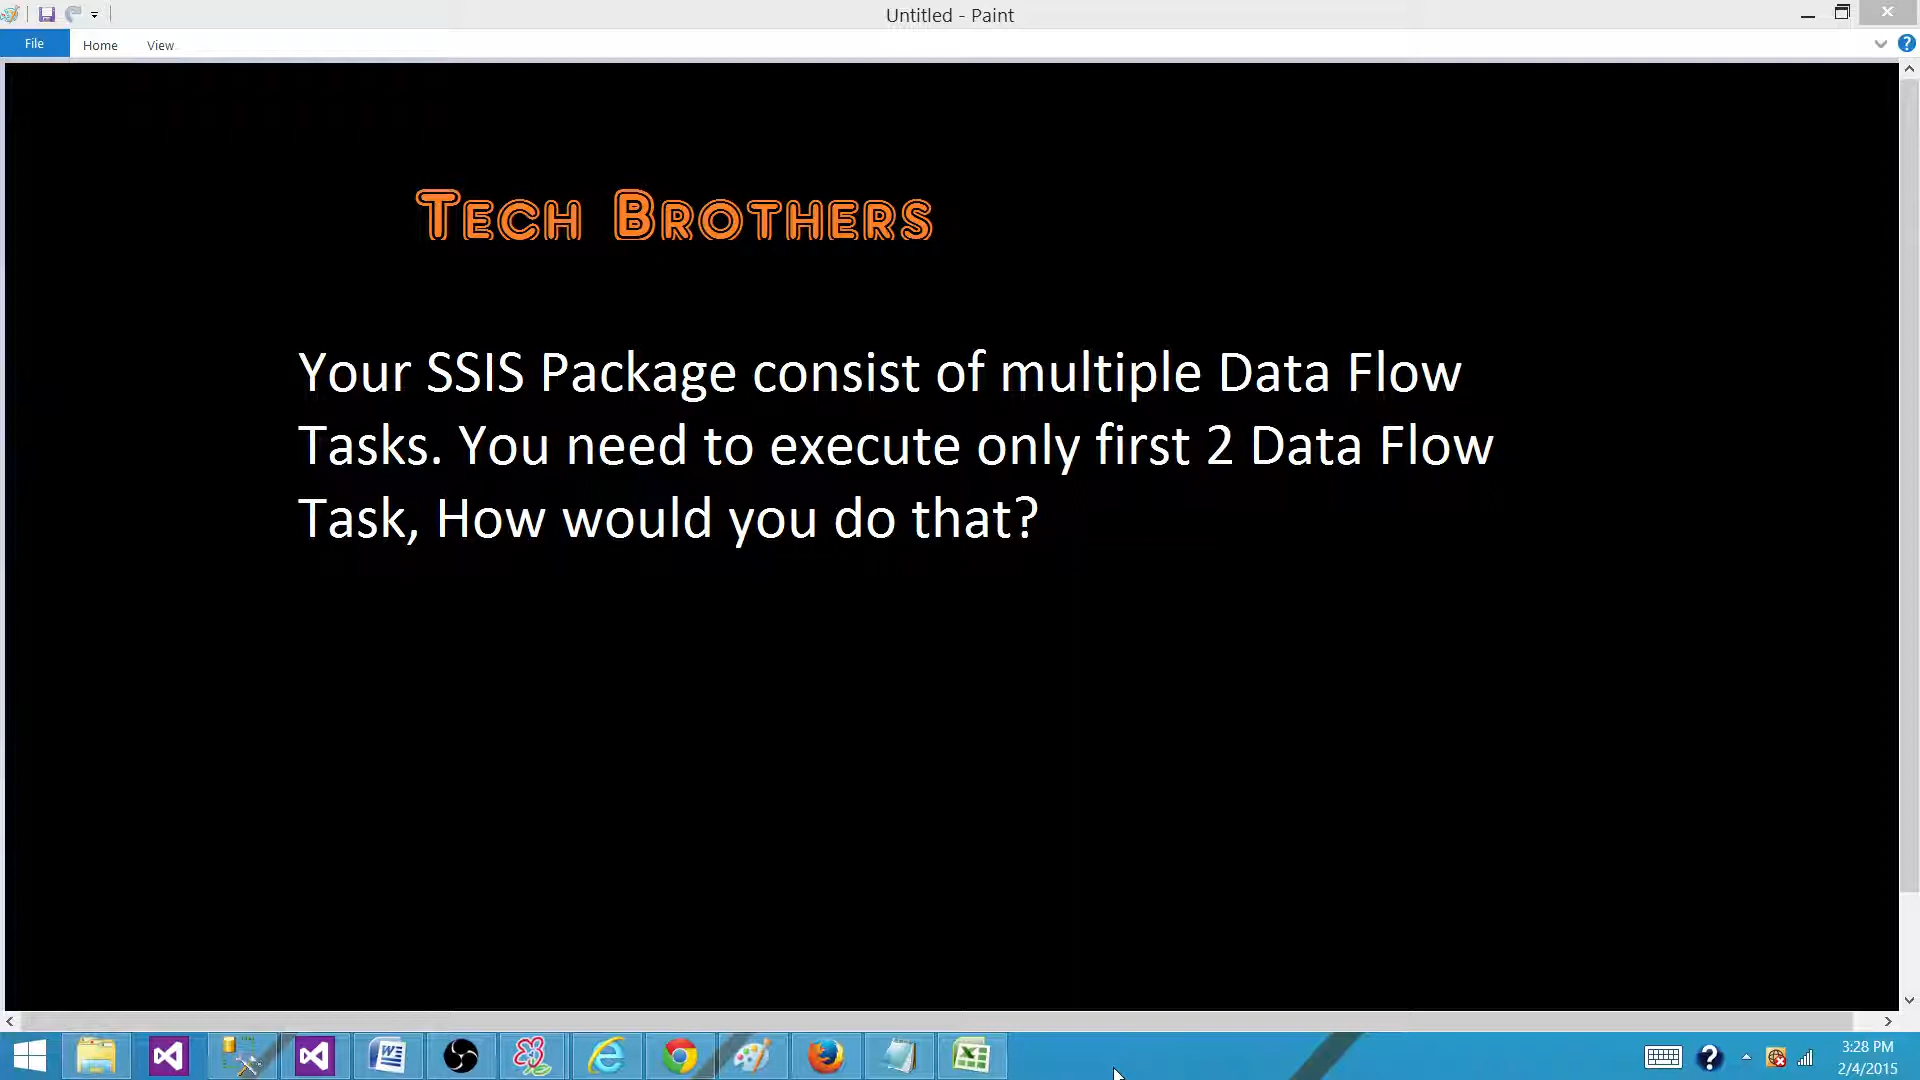 Untitled - Paint
File Home View
Tech Brothers
Your SSIS Package consist of multiple Data Flow
Tasks. You need to execute only first 2 Data Flow
Task, How would you do that?
3:28 PM
2/4/2015